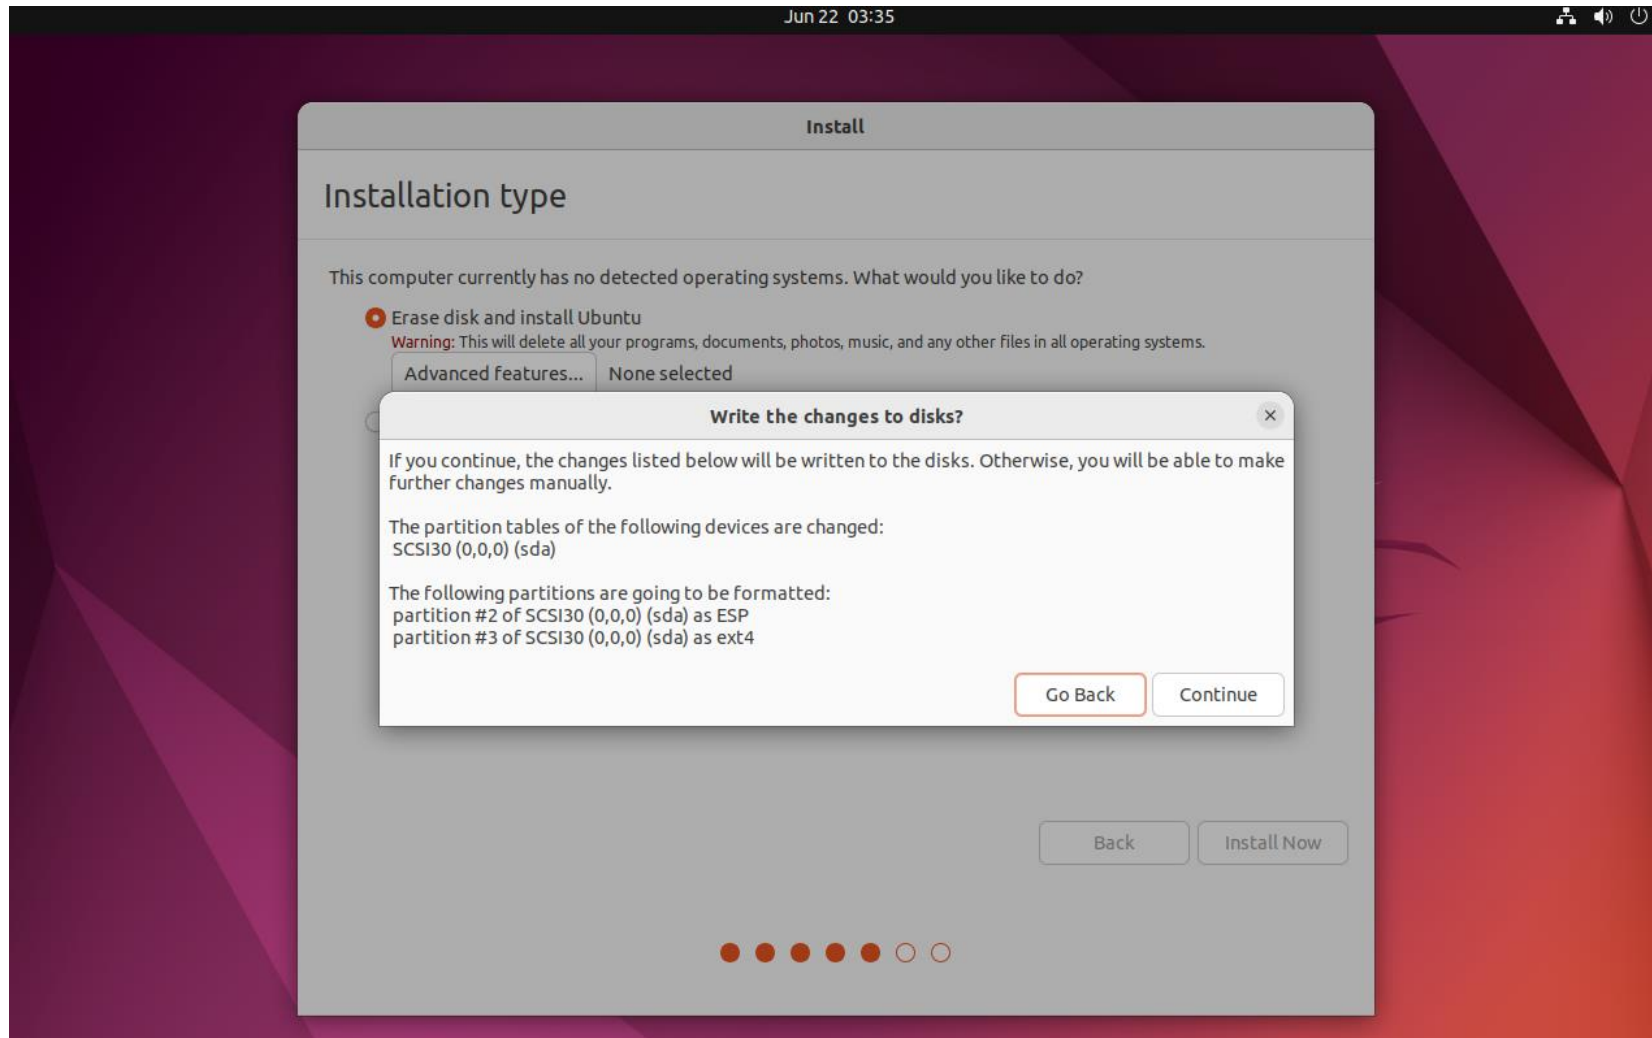 Jun 22 03:35
Install
Installation type
This computer currently has no detected operating systems. What would you like to do?
Erase disk and install Ubuntu
Warning: This will delete all your programs, documents, photos, music, and any other files in all operating systems.
Advanced features... None selected
Write the changes to disks?
If you continue, the changes listed below will be written to the disks. Otherwise, you will be able to make
further changes manually.
The partition tables of the following devices are changed:
SCSI30 (0,0,0) (sda)
The following partitions are going to be formatted:
partition #2 of SCSI30 (0,0,0) (sda) as ESP
partition #3 of SCSI30 (0,0,0) (sda) as ext4
Go Back Continue
Back Install Now